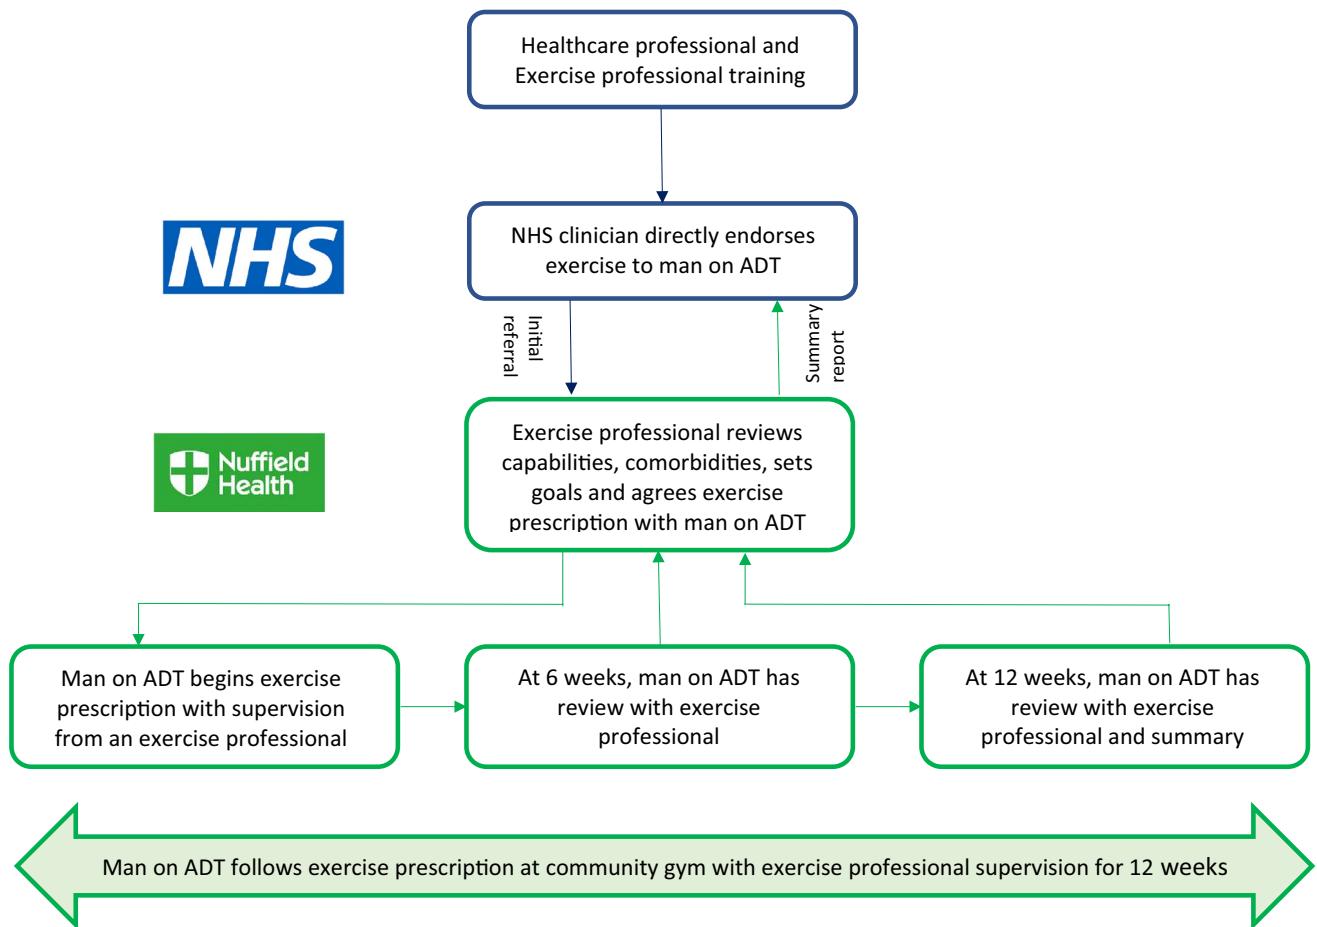 Healthcare professional and
Exercise professional training
NHS
NHS clinician directly endorses
exercise to man on ADT
Initial
referral
Summary
report
Nuffield
Health
Exercise professional reviews
capabilities, comorbidities, sets
goals and agrees exercise
prescription with man on ADT
Man on ADT begins exercise
prescription with supervision
from an exercise professional
At 6 weeks, man on ADT has
review with exercise
professional
At 12 weeks, man on ADT has
review with exercise
professional and summary
Man on ADT follows exercise prescription at community gym with exercise professional supervision for 12 weeks